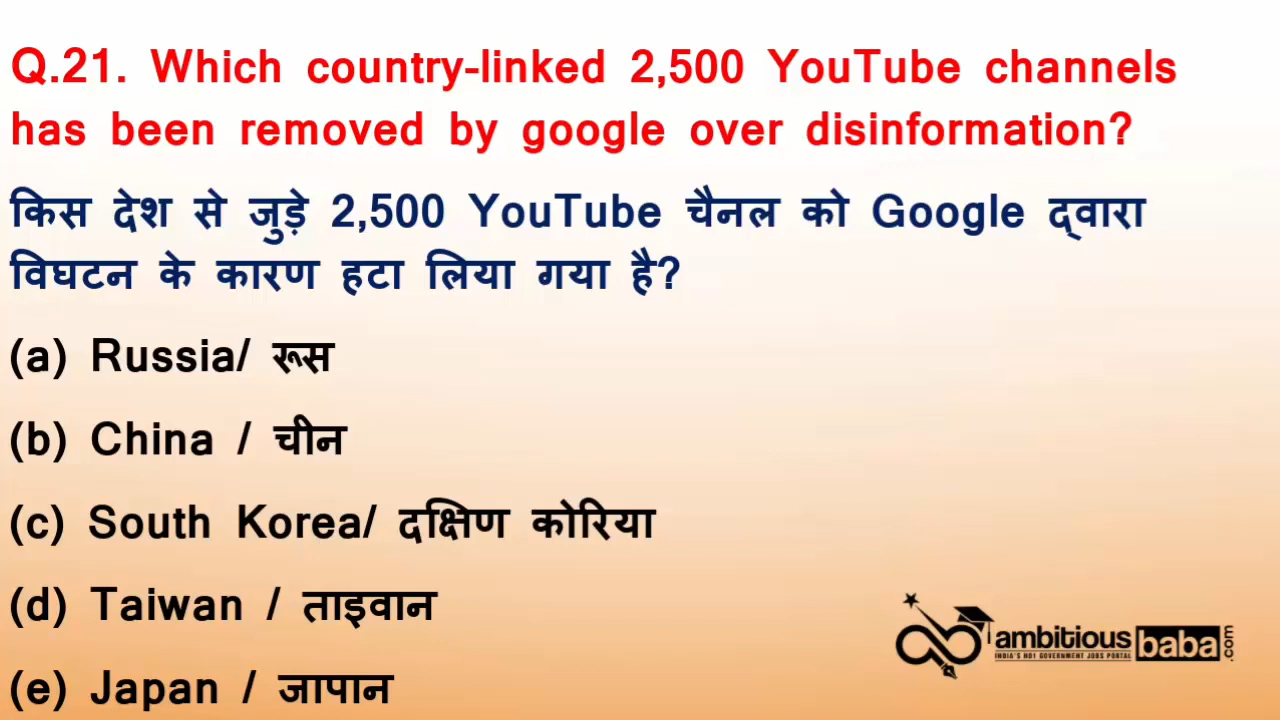 Q.21. Which country-linked 2,500 YouTube channels
has been removed by google over disinformation?
किस देश से जुड़े 2,500 YouTube चैनल को Google द्वारा
विघटन के कारण हटा लिया गया है?
(a) Russia/ रूस
(b) China / चीन
(c) South Korea/ दक्षिण कोरिया
(d) Taiwan / ताइवान
(e) Japan / जापान
ambitiousbaba.com
INDIA'S NO1 GOVERNMENT JOBS PORTAL